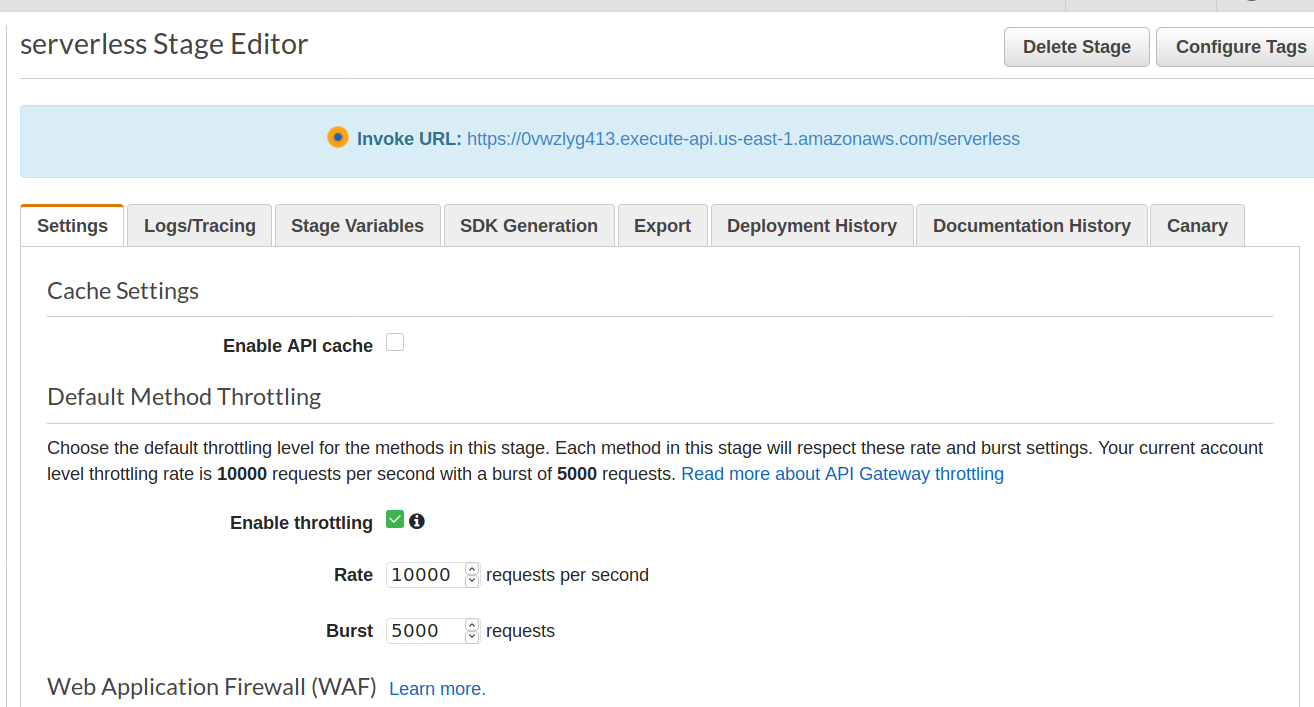 serverless Stage Editor
Delete Stage
Configure Tags
Invoke URL: https://0vwzlyg413.execute-api.us-east-1.amazonaws.com/serverless
Settings
Logs/Tracing
Stage Variables
SDK Generation
Export
Deployment History
Documentation History
Canary
Cache Settings
Enable API cache
Default Method Throttling
Choose the default throttling level for the methods in this stage. Each method in this stage will respect these rate and burst settings. Your current account
level throttling rate is 10000 requests per second with a burst of 5000 requests. Read more about API Gateway throttling
Enable throttling
Rate 10000 requests per second
Burst 5000 requests
Web Application Firewall (WAF) Learn more.